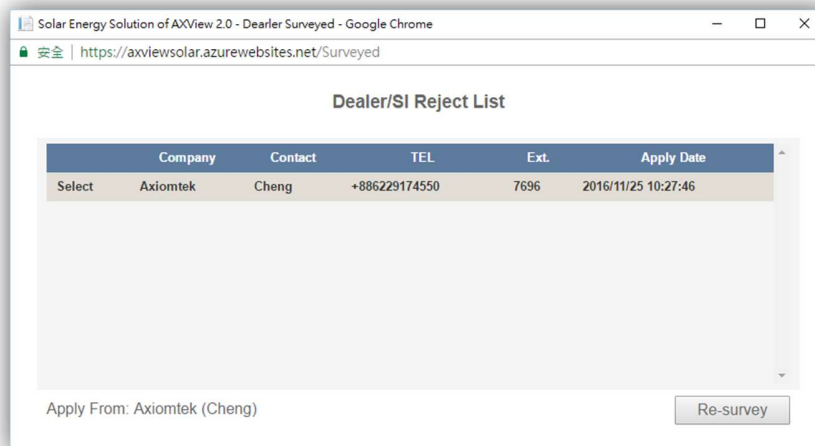 Solar Energy Solution of AXView 2.0 - Dearler Surveyed - Google Chrome
安全 | https://axviewsolar.azurewebsites.net/Surveyed
Dealer/SI Reject List
Company Contact TEL Ext. Apply Date
Select Axiomtek Cheng +886229174550 7696 2016/11/25 10:27:46
Apply From: Axiomtek (Cheng) Re-survey